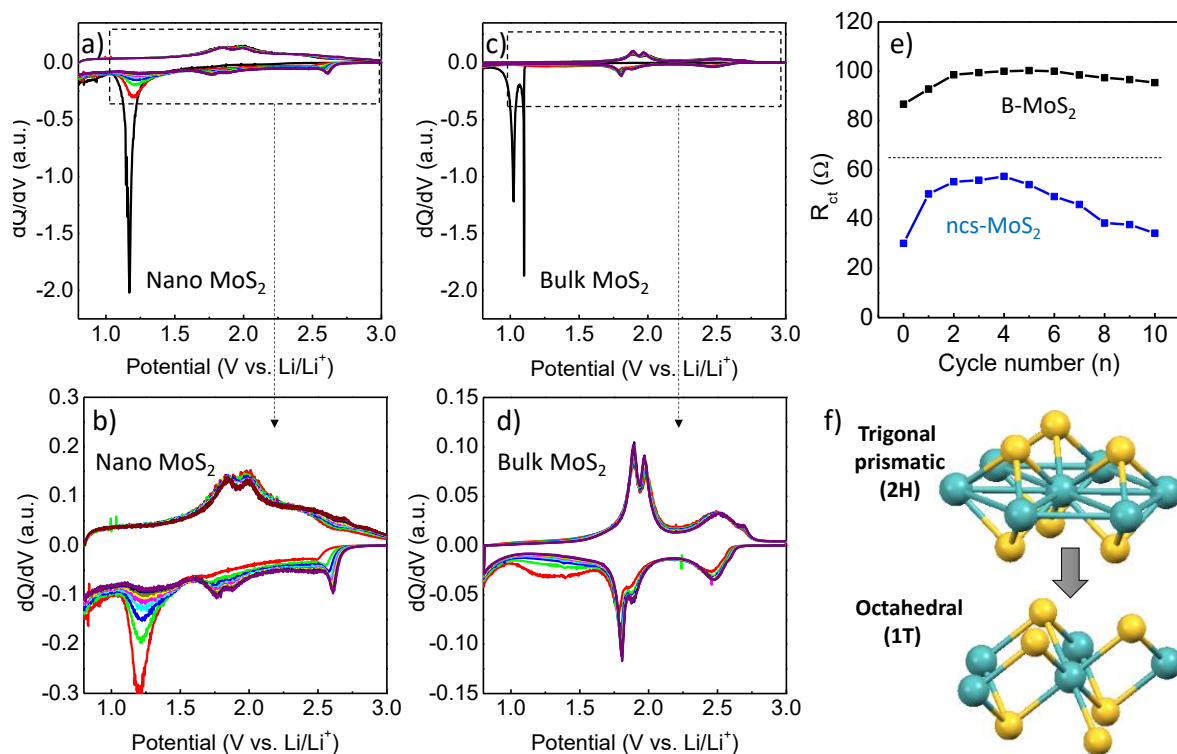 a)
0.0
-0.5
-1.0
-1.5
-2.0
dQ/dV (a.u.)
Nano MoS₂
1.0 1.5 2.0 2.5 3.0
Potential (V vs. Li/Li⁺)
c)
0.0
-0.5
-1.0
-1.5
-2.0
dQ/dV (a.u.)
Bulk MoS₂
1.0 1.5 2.0 2.5 3.0
Potential (V vs. Li/Li⁺)
e)
120
100
80
60
40
20
0
R_ct (Ω)
B-MoS₂
ncs-MoS₂
0 2 4 6 8 10
Cycle number (n)
b)
0.3
0.2
0.1
0.0
-0.1
-0.2
-0.3
dQ/dV (a.u.)
Nano MoS₂
1.0 1.5 2.0 2.5 3.0
Potential (V vs. Li/Li⁺)
d)
0.15
0.10
0.05
0.00
-0.05
-0.10
-0.15
dQ/dV (a.u.)
Bulk MoS₂
1.0 1.5 2.0 2.5 3.0
Potential (V vs. Li/Li⁺)
f)
Trigonal
prismatic
(2H)
Octahedral
(1T)